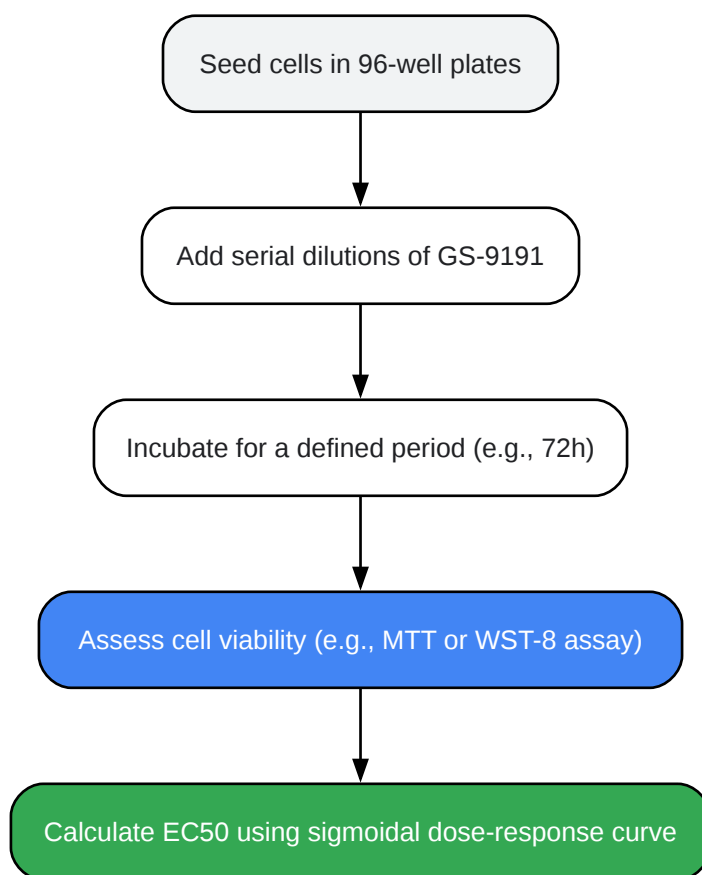 Seed cells in 96-well plates
Add serial dilutions of GS-9191
Incubate for a defined period (e.g., 72h)
Assess cell viability (e.g., MTT or WST-8 assay)
Calculate EC50 using sigmoidal dose-response curve